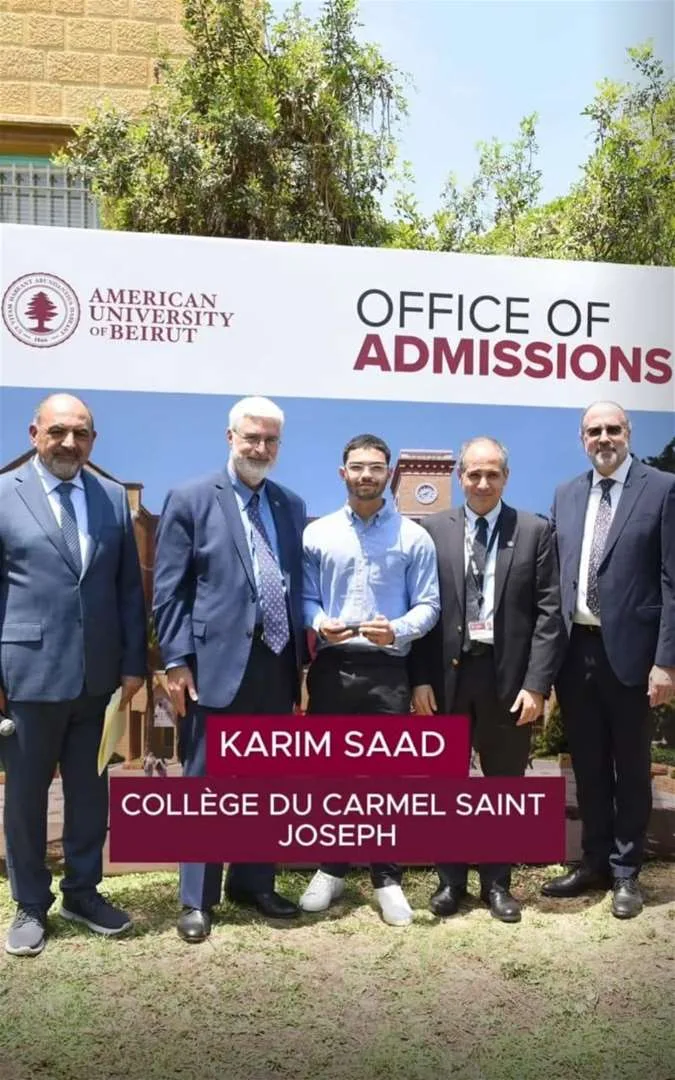 AMERICAN
UNIVERSITY
OF BEIRUT
OFFICE OF
ADMISSIONS
KARIM SAAD
COLLÈGE DU CARMEL SAINT
JOSEPH